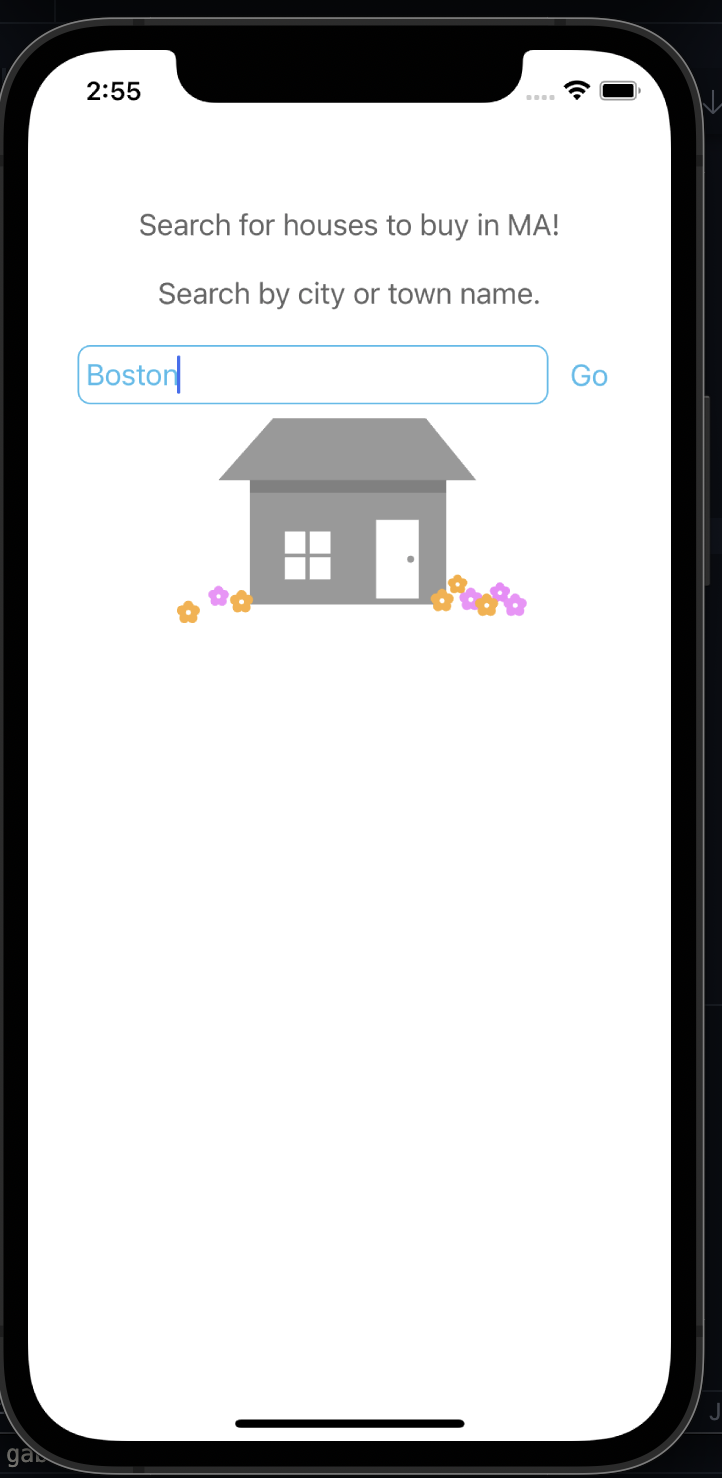 2:55
Search for houses to buy in MA!
Search by city or town name.
Boston
Go